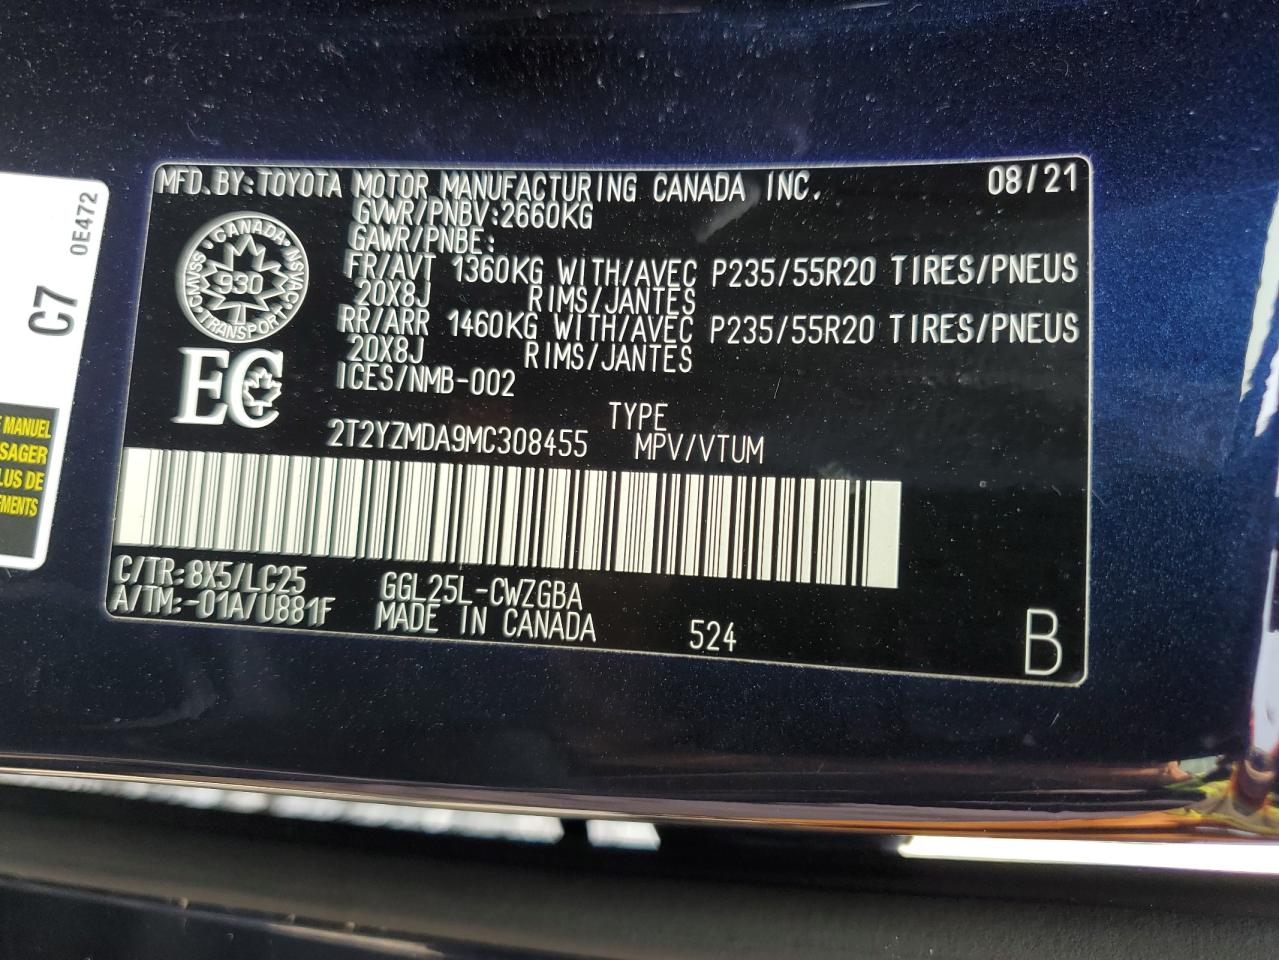 MFD.BY:TOYOTA MOTOR MANUFACTURING CANADA INC. 08/21
GVWR/PNBV:2660KG
GAWR/PNBE:
FR/AVT 1360KG WITH/AVEC P235/55R20 TIRES/PNEUS
20X8J RIMS/JANTES
RR/ARR 1460KG WITH/AVEC P235/55R20 TIRES/PNEUS
20X8J RIMS/JANTES
ICES/NMB-002
CANADA
CMVSS NSVAC
930
TRANSPORT
EC
TYPE
2T2YZMDA9MC308455 MPV/VTUM
C/TR:8X5/LC25 GGL25L-CWZGBA
A/TM:-01A/U881F MADE IN CANADA 524 B
0E472
C7
MANUEL
SAGER
LUS DE
EMENTS